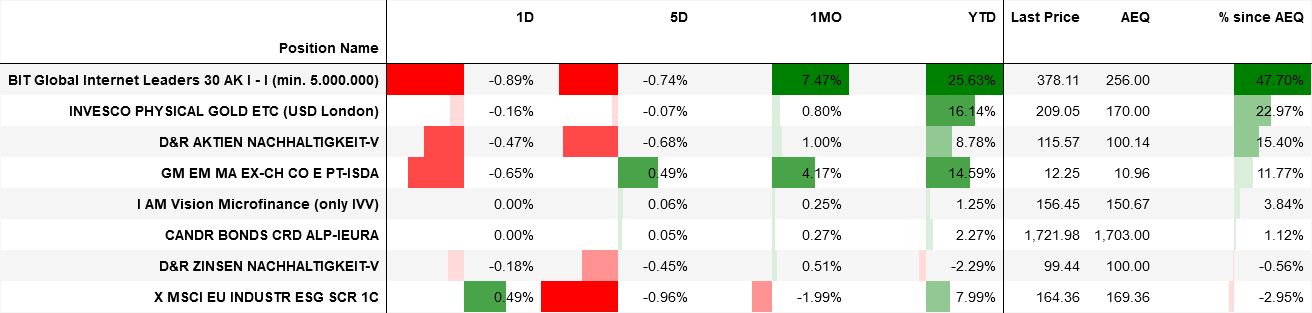 1D 5D 1MO YTD Last Price AEQ % since AEQ
Position Name
BIT Global Internet Leaders 30 AK I - I (min. 5.000.000) -0.89% -0.74% 7.47% 25.63% 378.11 256.00 47.70%
INVESCO PHYSICAL GOLD ETC (USD London) -0.16% -0.07% 0.80% 16.14% 209.05 170.00 22.97%
D&R AKTIEN NACHHALTIGKEIT-V -0.47% -0.68% 1.00% 8.78% 115.57 100.14 15.40%
GM EM MA EX-CH CO E PT-ISDA -0.65% 0.49% 4.17% 14.59% 12.25 10.96 11.77%
I AM Vision Microfinance (only IVV) 0.00% 0.06% 0.25% 1.25% 156.45 150.67 3.84%
CANDR BONDS CRD ALP-IEURA 0.00% 0.05% 0.27% 2.27% 1,721.98 1,703.00 1.12%
D&R ZINSEN NACHHALTIGKEIT-V -0.18% -0.45% 0.51% -2.29% 99.44 100.00 -0.56%
X MSCI EU INDUSTR ESG SCR 1C 0.49% -0.96% -1.99% 7.99% 164.36 169.36 -2.95%